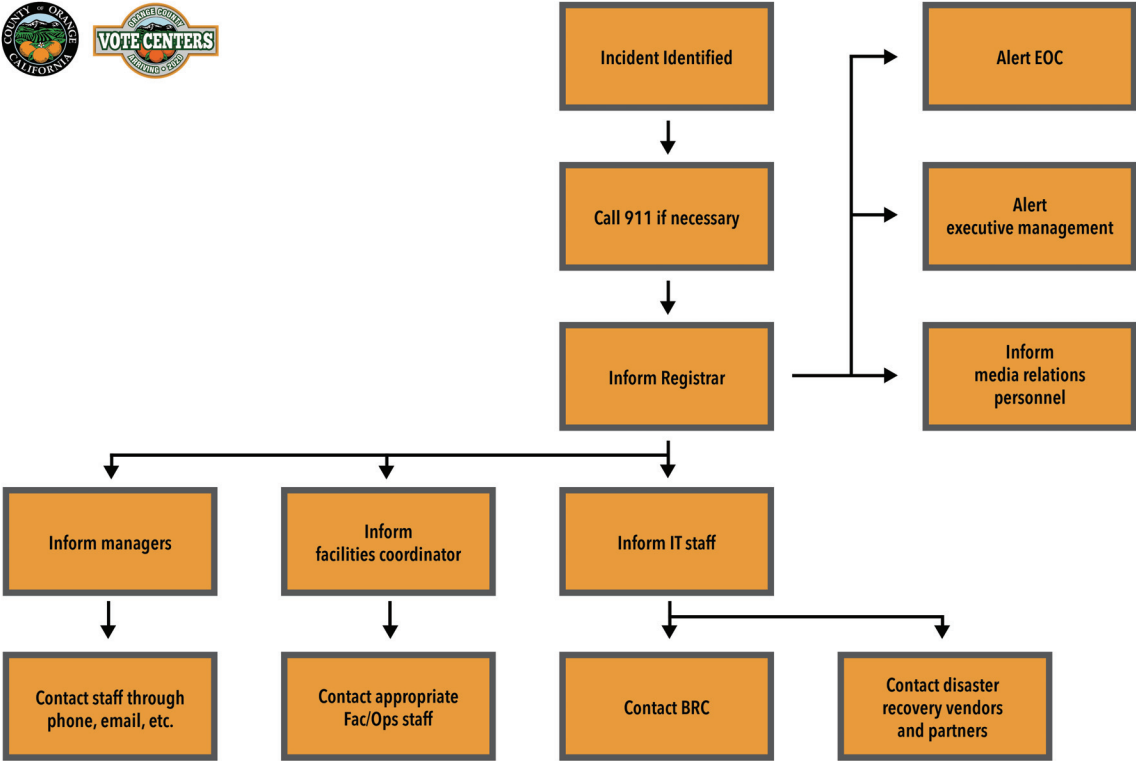 COUNTY OF ORANGE
CALIFORNIA
ORANGE COUNTY
VOTE CENTERS
ARRIVING • 2020
Incident Identified
Alert EOC
Call 911 if necessary
Alert
executive management
Inform Registrar
Inform
media relations
personnel
Inform managers
Inform
facilities coordinator
Inform IT staff
Contact staff through
phone, email, etc.
Contact appropriate
Fac/Ops staff
Contact BRC
Contact disaster
recovery vendors
and partners